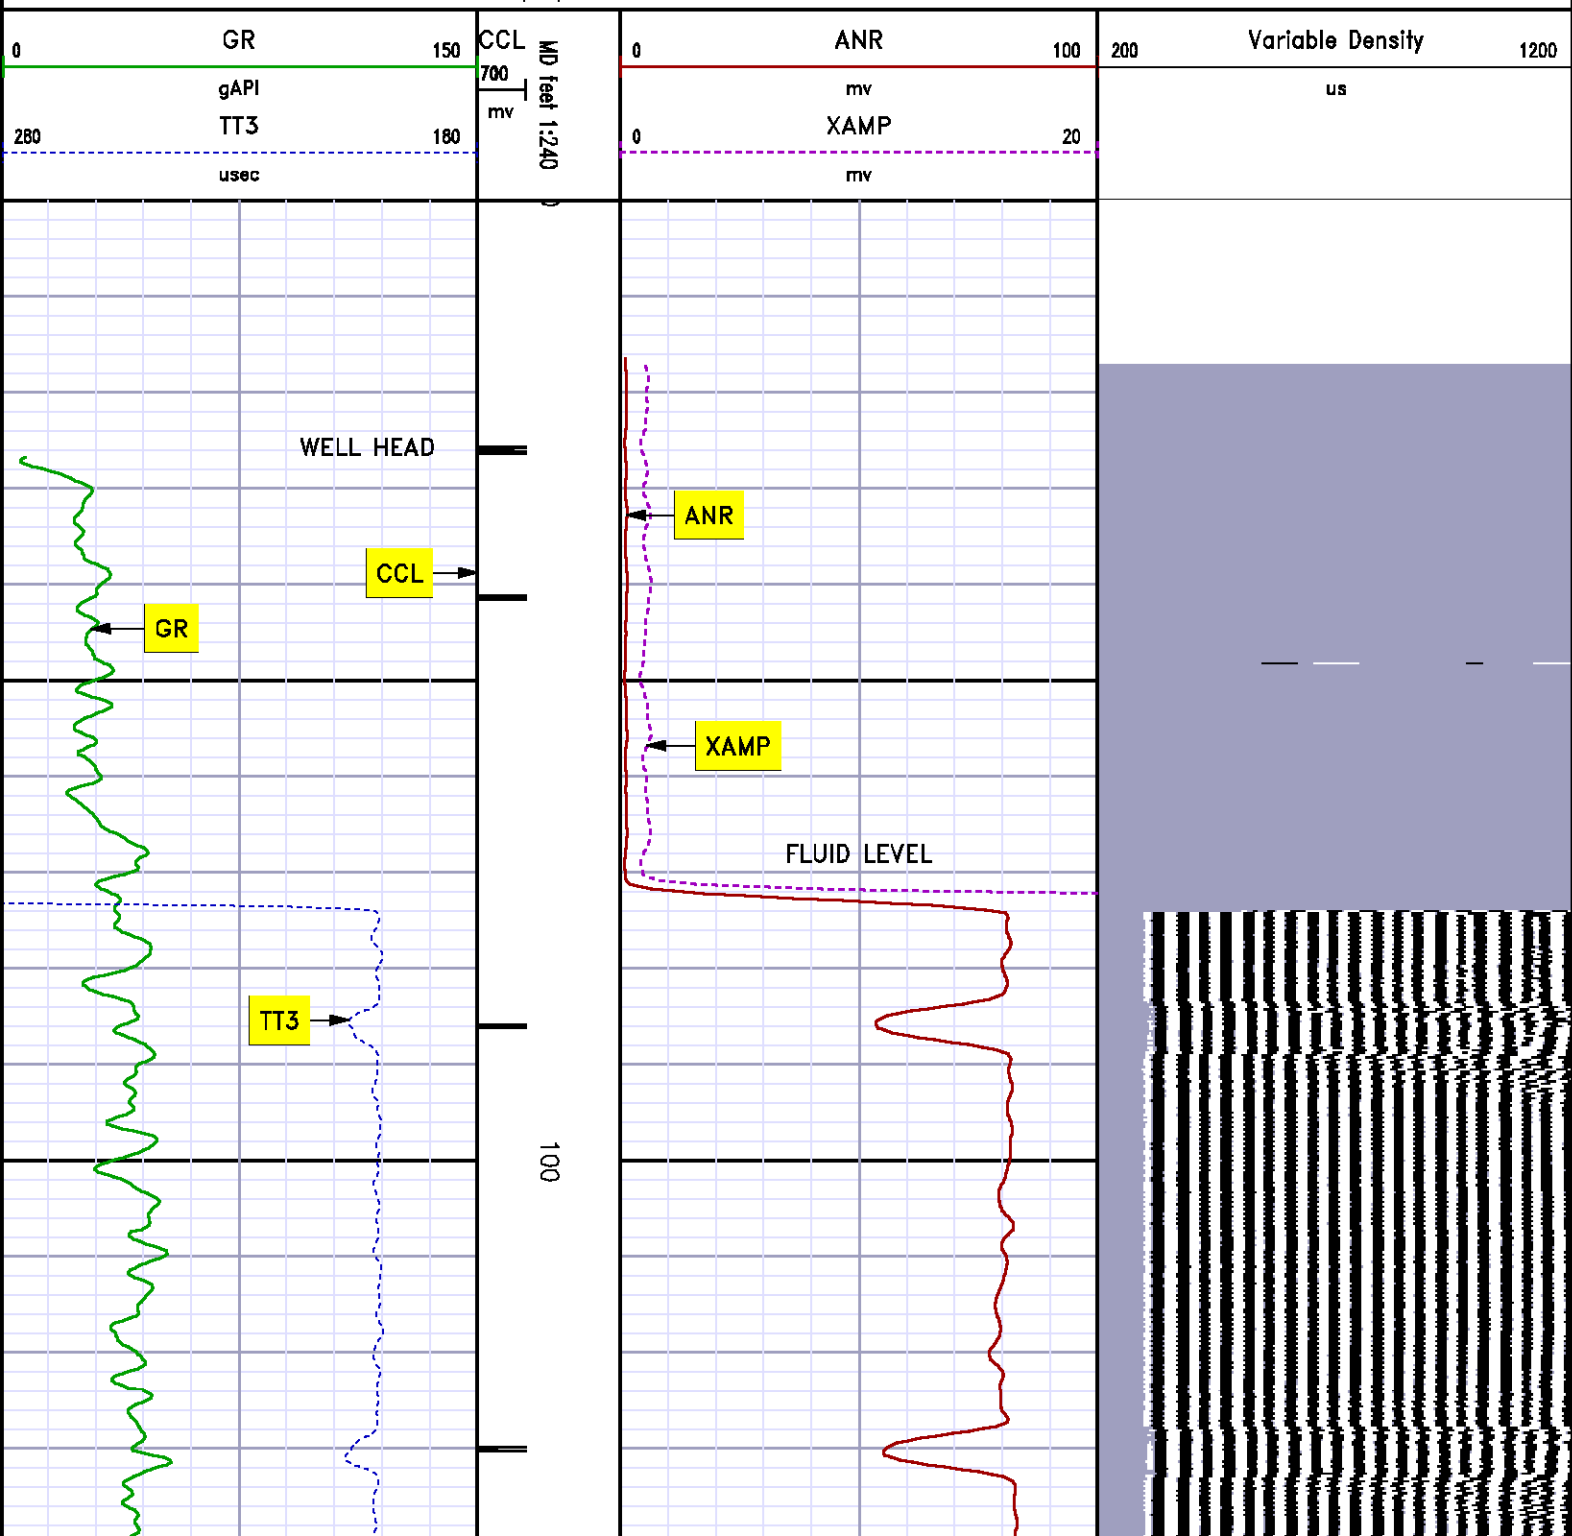 GR
0 150
gAPI
TT3
280 180
usec
CCL
700
mv
MD feet 1:240
ANR
0 100
mv
XAMP
0 20
mv
Variable Density
200 1200
us
WELL HEAD
ANR
CCL
GR
XAMP
FLUID LEVEL
TT3
100